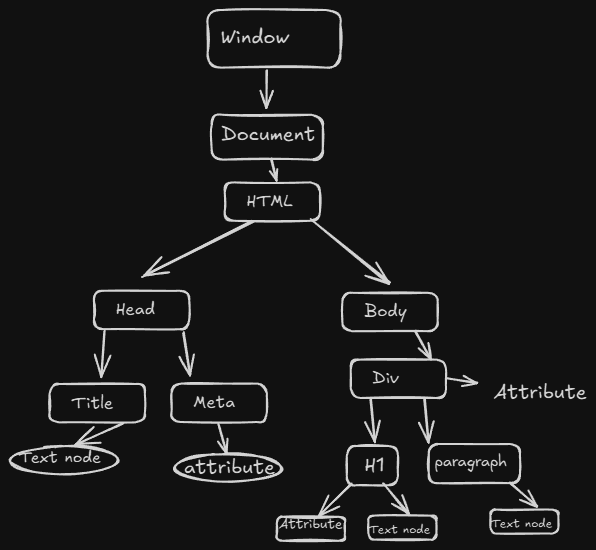 Window
Document
HTML
Head
Body
Div
Attribute
Title
Meta
Text node
attribute
H1
paragraph
Attribute
Text node
Text node